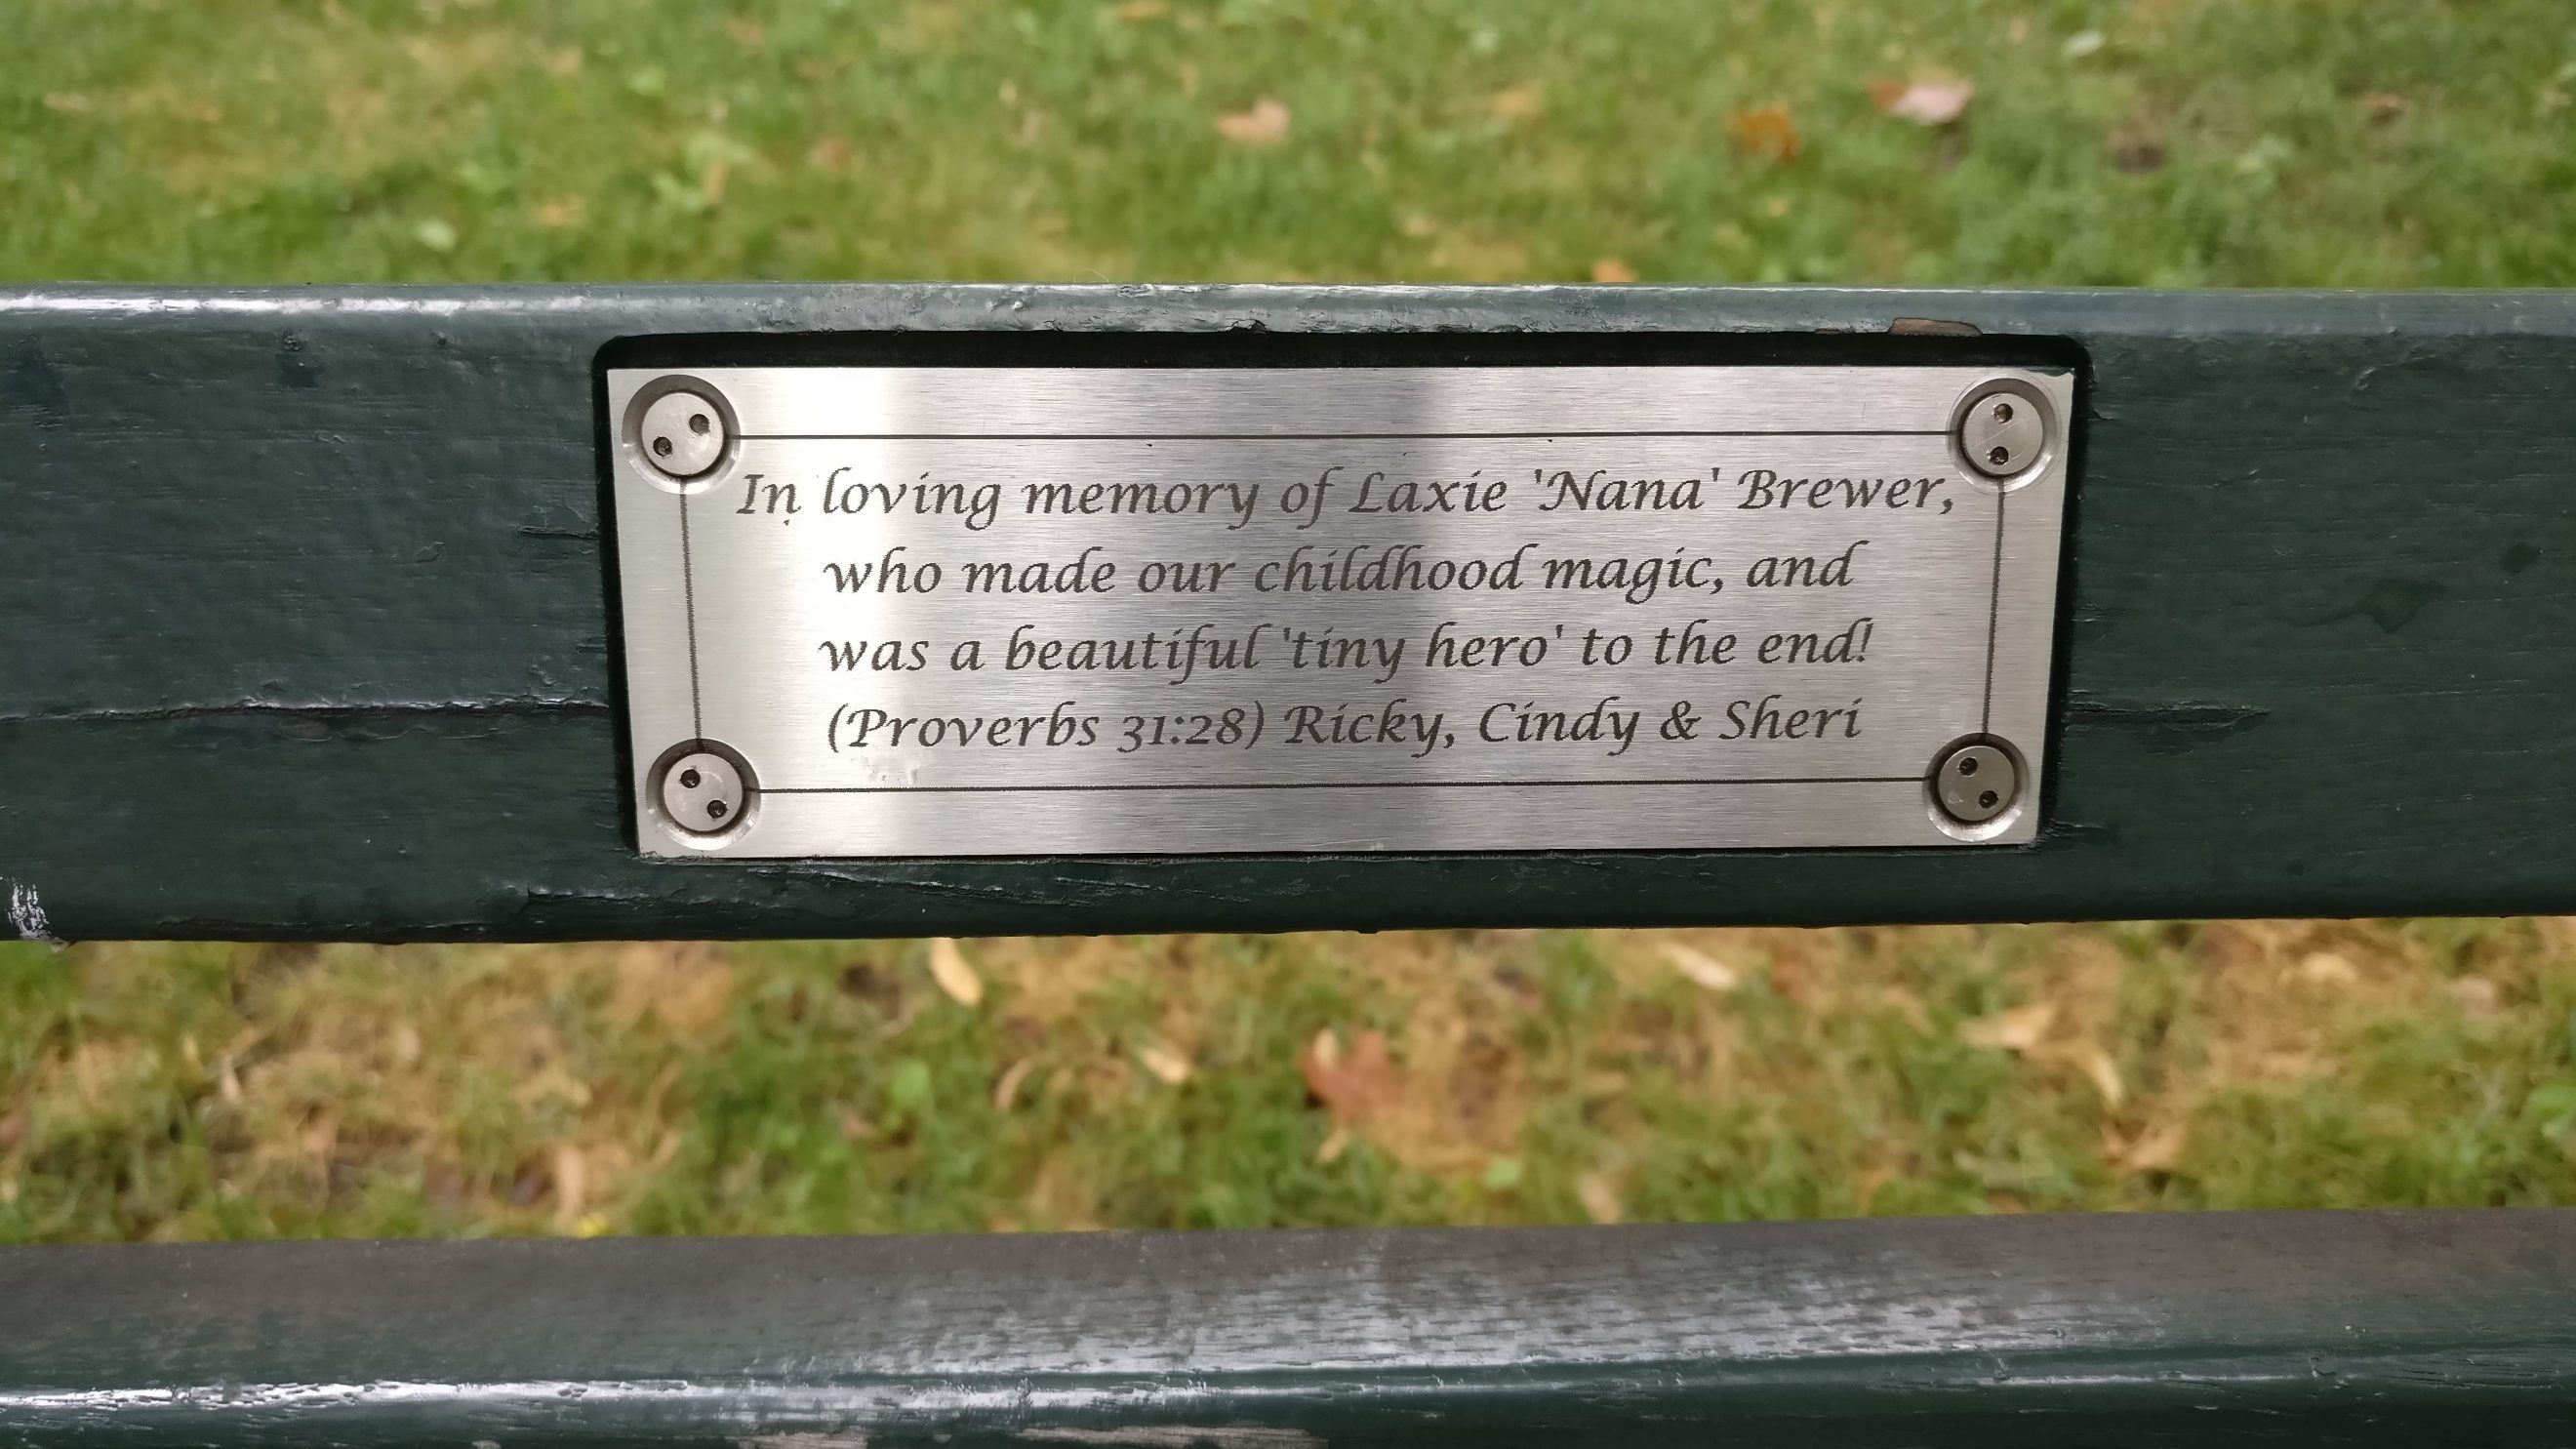 In loving memory of Laxie 'Nana' Brewer,
who made our childhood magic, and
was a beautiful 'tiny hero' to the end!
(Proverbs 31:28) Ricky, Cindy & Sheri